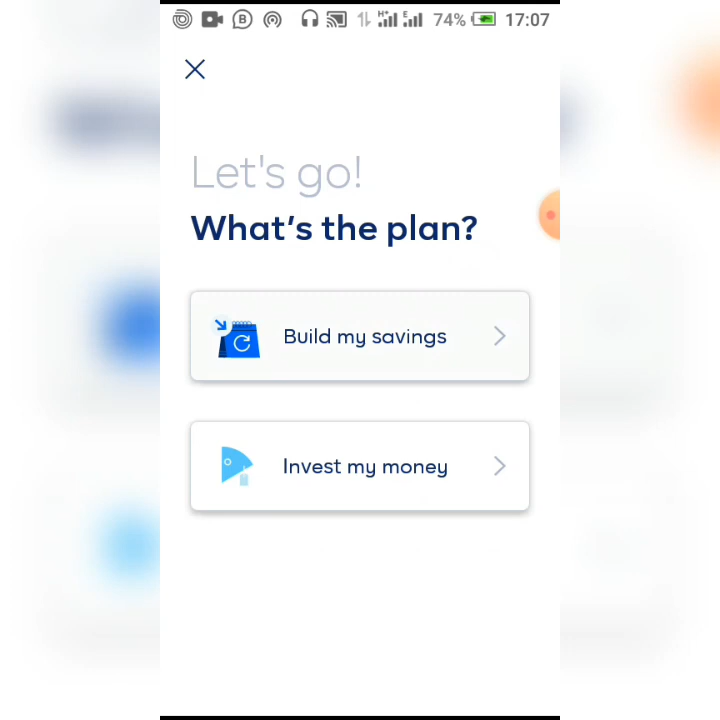 B H+ E 74% 17:07
Let's go!
What's the plan?
Build my savings
Invest my money